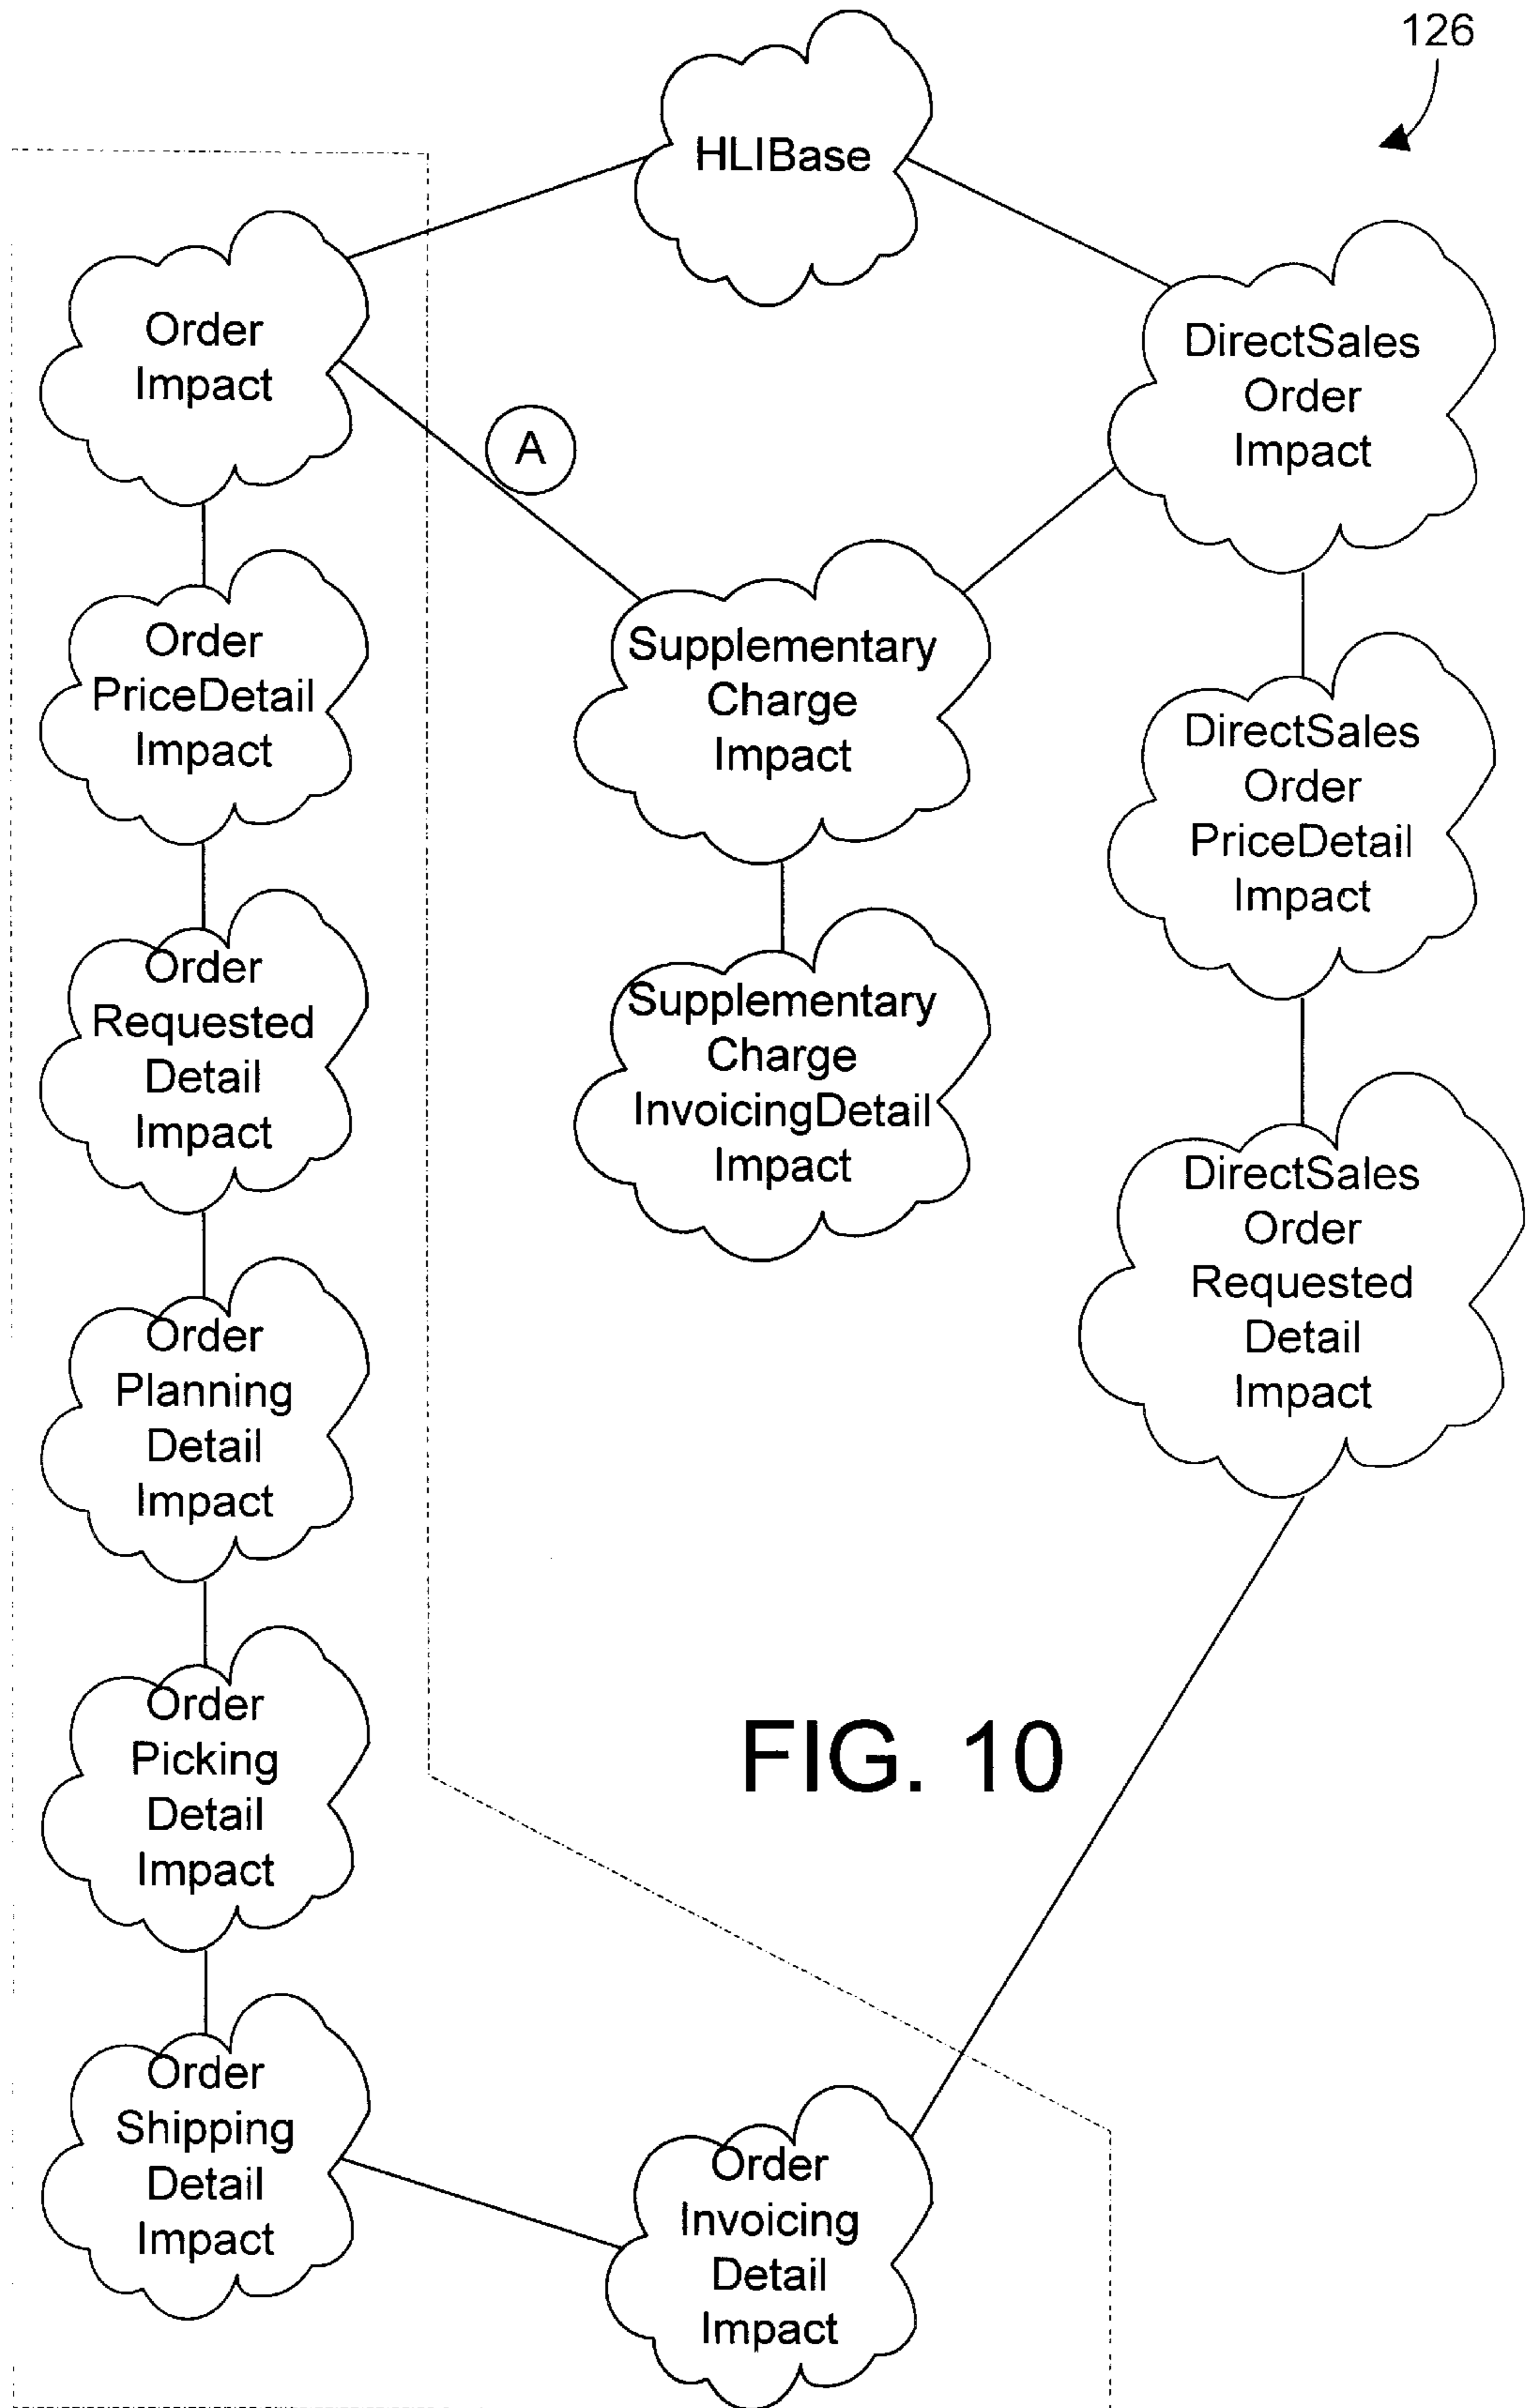 126
HLIBase
Order
Impact
DirectSales
Order
Impact
A
Order
PriceDetail
Impact
Supplementary
Charge
Impact
DirectSales
Order
PriceDetail
Impact
Order
Requested
Detail
Impact
Supplementary
Charge
InvoicingDetail
Impact
DirectSales
Order
Requested
Detail
Impact
Order
Planning
Detail
Impact
Order
Picking
Detail
Impact
FIG. 10
Order
Shipping
Detail
Impact
Order
Invoicing
Detail
Impact